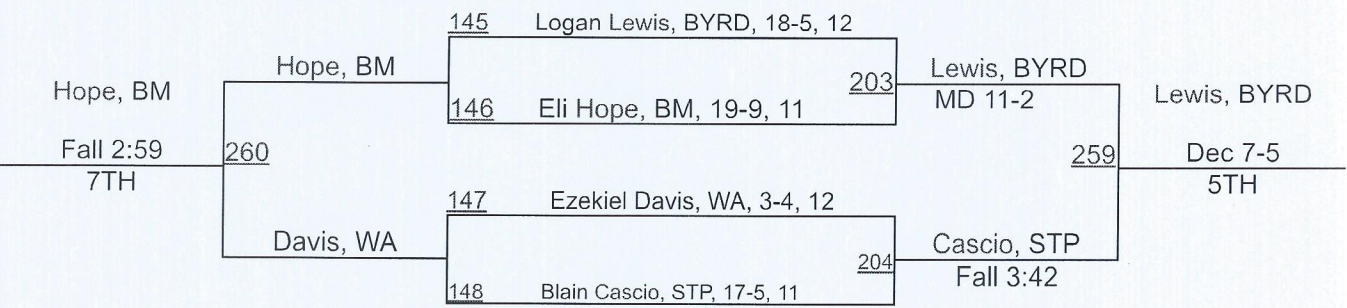 145 Logan Lewis, BYRD, 18-5, 12
Hope, BM
203
Lewis, BYRD
MD 11-2
146 Eli Hope, BM, 19-9, 11
Hope, BM
Fall 2:59
7TH
260
259
Lewis, BYRD
Dec 7-5
5TH
147 Ezekiel Davis, WA, 3-4, 12
Davis, WA
204
Cascio, STP
Fall 3:42
148 Blain Cascio, STP, 17-5, 11